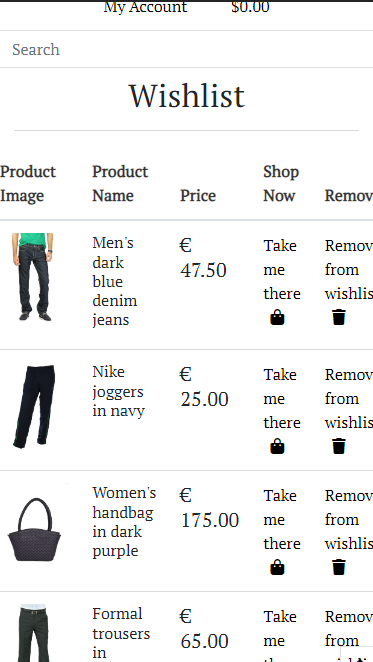 My Account $0.00
Search
Wishlist
Product Image
Product Name
Price
Shop Now
Remov
Men's dark blue denim jeans
€ 47.50
Take me there
Remov from wishlis
Nike joggers in navy
€ 25.00
Take me there
Remov from wishlis
Women's handbag in dark purple
€ 175.00
Take me there
Remov from wishlis
Formal trousers in
€ 65.00
Take me
Remov from